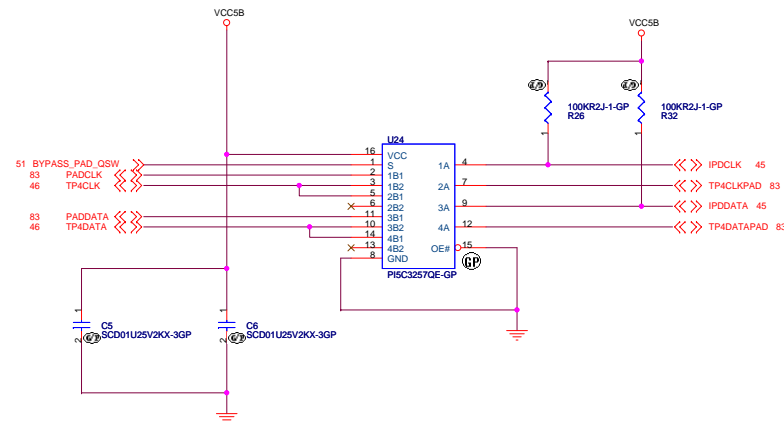 VCC5B
VCC5B
100KR2J-1-GP
R26
100KR2J-1-GP
R32
1
1
U24
51 BYPASS_PAD_QSW
83 PADCLK
46 TP4CLK
83 PADDATA
46 TP4DATA
16 VCC
1 S
2 1B1
3 1B2
5 2B1
6 2B2
11 3B1
10 3B2
14 4B1
13 4B2
8 GND
1A 4
2A 7
3A 9
4A 12
OE# 15
PI5C3257QE-GP
GP
IPDCLK 45
TP4CLKPAD 83
IPDDATA 45
TP4DATAPAD 83
1
2
C5
SCD01U25V2KX-3GP
1
2
C6
SCD01U25V2KX-3GP